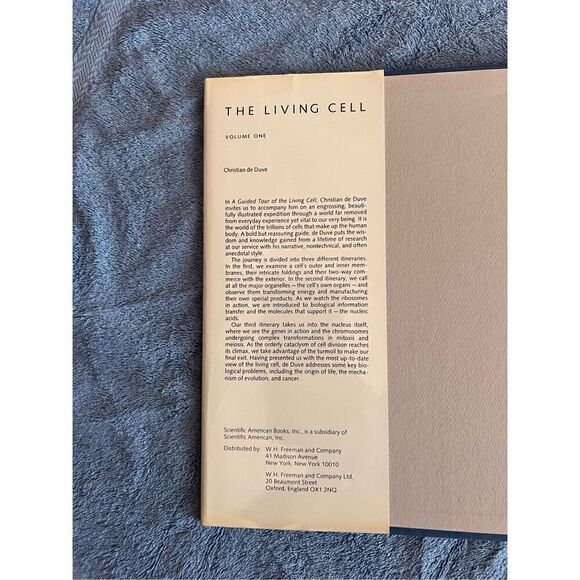 THE LIVING CELL
VOLUME ONE
Christian de Duve
In A Guided Tour of the Living Cell, Christian de Duve
invites us to accompany him on an engrossing, beauti-
fully illustrated expedition through a world far removed
from everyday experience yet vital to our very being. It is
the world of the trillions of cells that make up the human
body. A bold but reassuring guide, de Duve puts the wis-
dom and knowledge gained from a lifetime of research
at our service with his narrative, nontechnical, and often
anecdotal style.
The journey is divided into three different itineraries.
In the first, we examine a cell's outer and inner mem-
branes, their intricate foldings and their two-way com-
merce with the exterior. In the second itinerary, we call
at all the major organelles—the cell's own organs—and
observe them transforming energy and manufacturing
their own special products. As we watch the ribosomes
in action, we are introduced to biological information
transfer and the molecules that support it—the nucleic
acids.
Our third itinerary takes us into the nucleus itself,
where we see the genes in action and the chromosomes
undergoing complex transformations in mitosis and
meiosis. As the orderly cataclysm of cell division reaches
its climax, we take advantage of the turmoil to make our
final exit. Having presented us with the most up-to-date
view of the living cell, de Duve addresses some key bio-
logical problems, including the origin of life, the mecha-
nism of evolution, and cancer.
Scientific American Books, Inc., is a subsidiary of
Scientific American, Inc.
Distributed by: W.H. Freeman and Company
41 Madison Avenue
New York, New York 10010
W.H. Freeman and Company Ltd.
20 Beaumont Street
Oxford, England OX1 2NQ